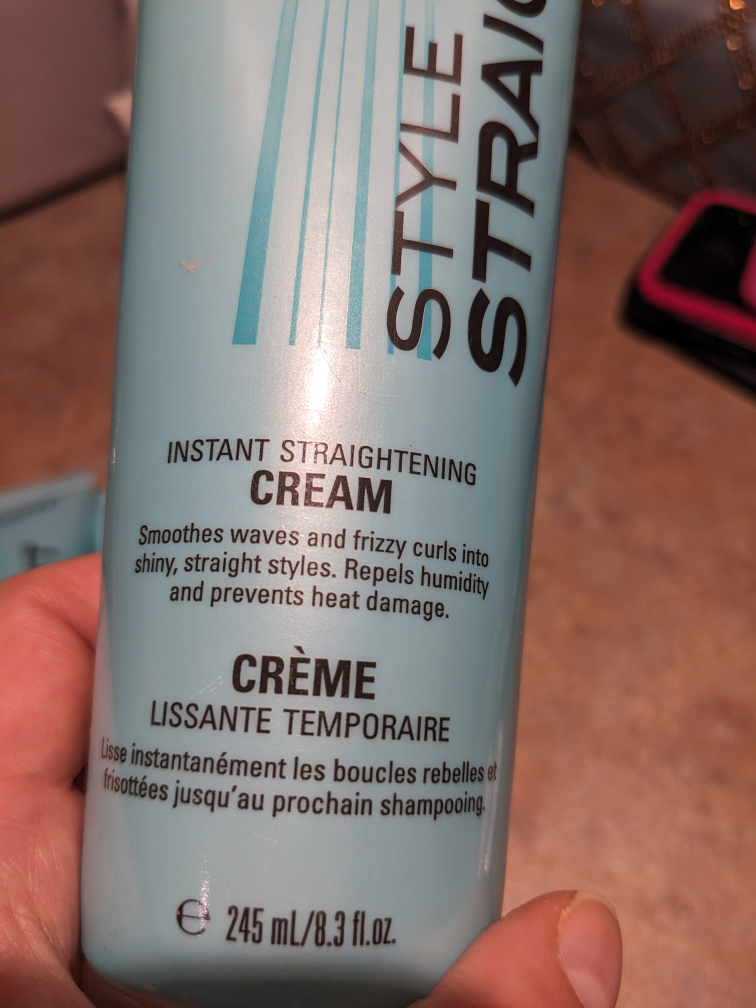 STYLE
INSTANT STRAIGHTENING
CREAM
Smoothes waves and frizzy curls into
shiny, straight styles. Repels humidity
and prevents heat damage.
CRÈME
LISSANTE TEMPORAIRE
Lisse instantanément les boucles rebelles et
frisottées jusqu'au prochain shampooing.
℮ 245 mL/8.3 fl.oz.